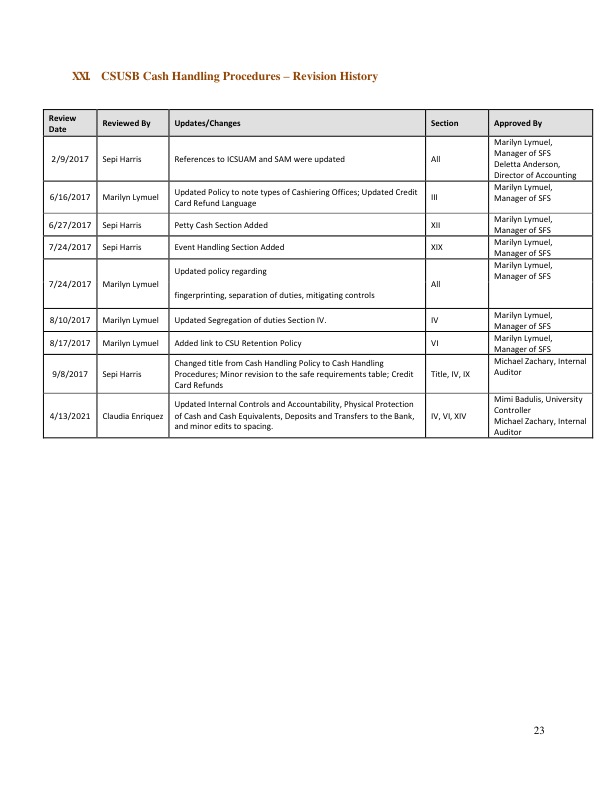 XXI. CSUSB Cash Handling Procedures – Revision History
Review
Date
Reviewed By
Updates/Changes
Section
Approved By
2/9/2017
Sepi Harris
References to ICSUAM and SAM were updated
All
Marilyn Lymuel,
Manager of SFS
Deletta Anderson,
Director of Accounting
6/16/2017
Marilyn Lymuel
Updated Policy to note types of Cashiering Offices; Updated Credit
Card Refund Language
III
Marilyn Lymuel,
Manager of SFS
6/27/2017
Sepi Harris
Petty Cash Section Added
XII
Marilyn Lymuel,
Manager of SFS
7/24/2017
Sepi Harris
Event Handling Section Added
XIX
Marilyn Lymuel,
Manager of SFS
7/24/2017
Marilyn Lymuel
Updated policy regarding
fingerprinting, separation of duties, mitigating controls
All
Marilyn Lymuel,
Manager of SFS
8/10/2017
Marilyn Lymuel
Updated Segregation of duties Section IV.
IV
Marilyn Lymuel,
Manager of SFS
8/17/2017
Marilyn Lymuel
Added link to CSU Retention Policy
VI
Marilyn Lymuel,
Manager of SFS
9/8/2017
Sepi Harris
Changed title from Cash Handling Policy to Cash Handling
Procedures; Minor revision to the safe requirements table; Credit
Card Refunds
Title, IV, IX
Michael Zachary, Internal
Auditor
4/13/2021
Claudia Enriquez
Updated Internal Controls and Accountability, Physical Protection
of Cash and Cash Equivalents, Deposits and Transfers to the Bank,
and minor edits to spacing.
IV, VI, XIV
Mimi Badulis, University
Controller
Michael Zachary, Internal
Auditor
23